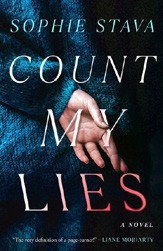 SOPHIE STAVA
COUNT
MY
LIES
A NOVEL
"The very definition of a page-turner." —LIANE MORIARTY